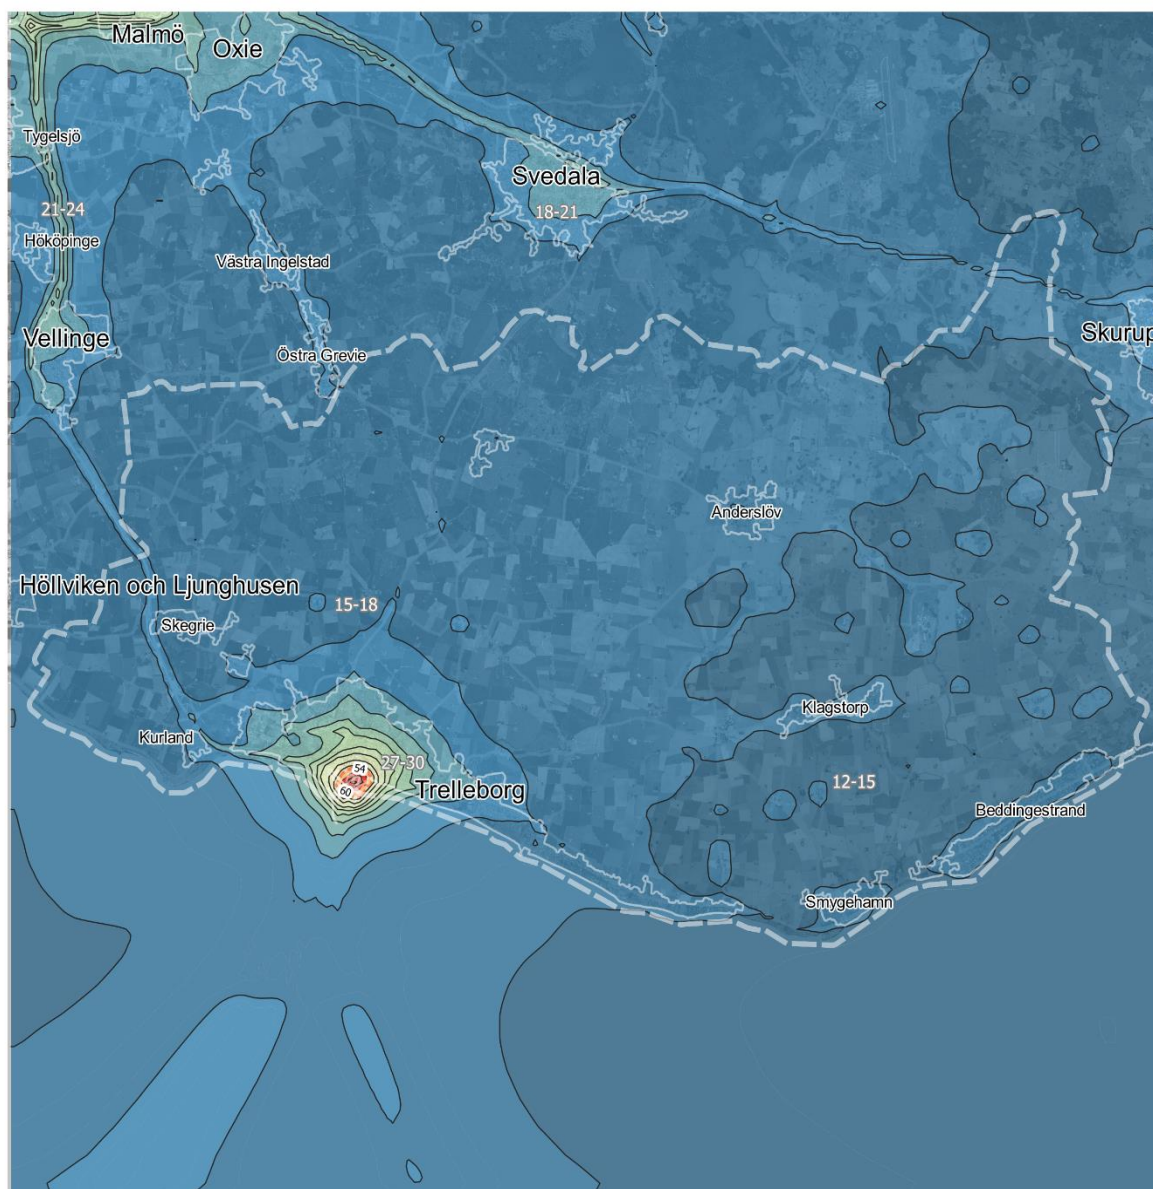 Malmö
Oxie
Tygelsjö
Svedala
21-24
18-21
Hököpinge
Västra Ingelstad
Vellinge
Skurup
Östra Grevie
Anderslöv
Höllviken och Ljunghusen
15-18
Skegrie
Klagstorp
Kurland
27-30
54
12-15
60
Trelleborg
Beddingestrand
Smygehamn